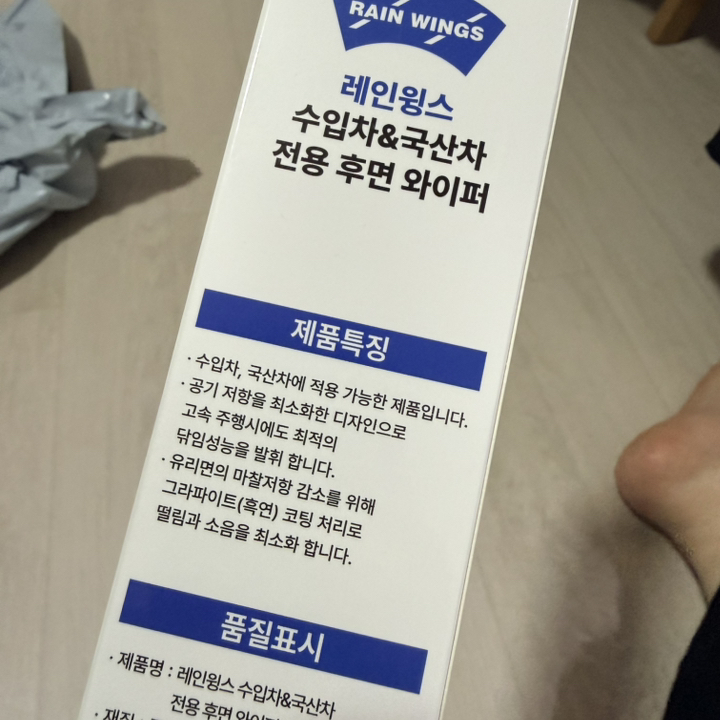 RAIN WINGS
레인윙스
수입차&국산차
전용 후면 와이퍼
제품특징
· 수입차, 국산차에 적용 가능한 제품입니다.
· 공기 저항을 최소화한 디자인으로
고속 주행시에도 최적의
닦임성능을 발휘 합니다.
· 유리면의 마찰저항 감소를 위해
그라파이트(흑연) 코팅 처리로
떨림과 소음을 최소화 합니다.
품질표시
· 제품명 : 레인윙스 수입차&국산차
전용 후면 와이퍼
· 재질 :